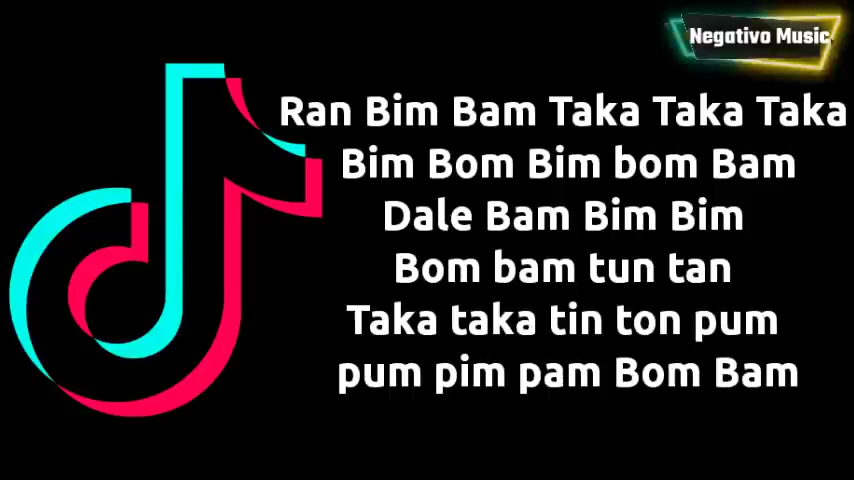 Negativo Music
Ran Bim Bam Taka Taka Taka
Bim Bom Bim bom Bam
Dale Bam Bim Bim
Bom bam tun tan
Taka taka tin ton pum
pum pim pam Bom Bam